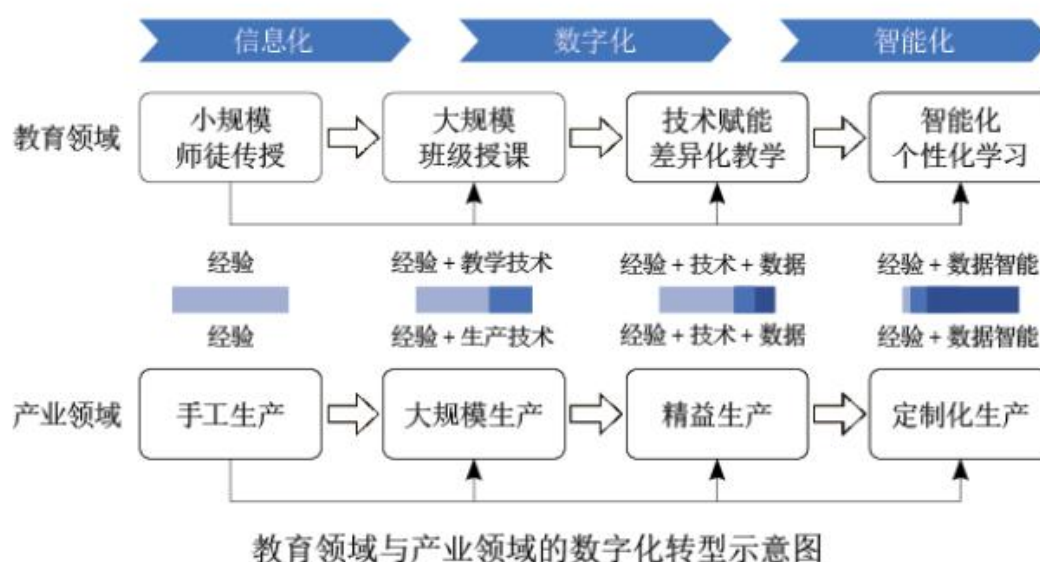 信息化 数字化 智能化
教育领域
小规模
师徒传授
大规模
班级授课
技术赋能
差异化教学
智能化
个性化学习
经验 经验+教学技术 经验+技术+数据 经验+数据智能
经验 经验+生产技术 经验+技术+数据 经验+数据智能
产业领域 手工生产 大规模生产 精益生产 定制化生产
教育领域与产业领域的数字化转型示意图